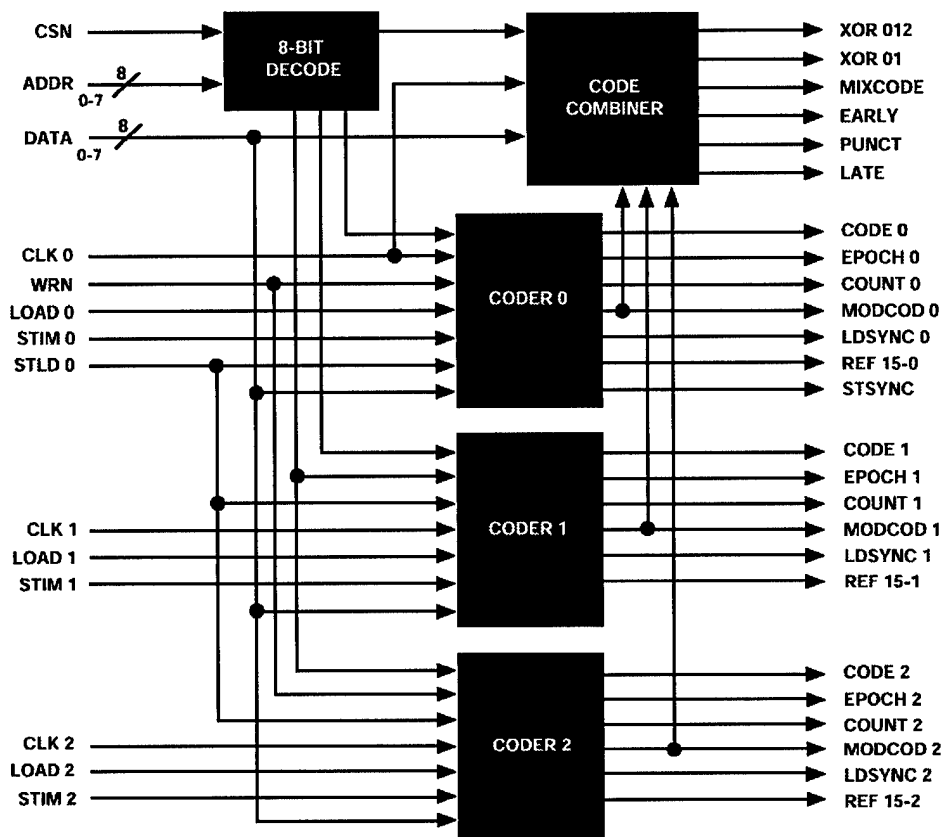 CSN
ADDR
8
0-7
DATA
8
0-7
8-BIT
DECODE
CODE
COMBINER
XOR 012
XOR 01
MIXCODE
EARLY
PUNCT
LATE
CLK 0
WRN
LOAD 0
STIM 0
STLD 0
CODER 0
CODE 0
EPOCH 0
COUNT 0
MODCOD 0
LDSYNC 0
REF 15-0
STSYNC
CLK 1
LOAD 1
STIM 1
CODER 1
CODE 1
EPOCH 1
COUNT 1
MODCOD 1
LDSYNC 1
REF 15-1
CLK 2
LOAD 2
STIM 2
CODER 2
CODE 2
EPOCH 2
COUNT 2
MODCOD 2
LDSYNC 2
REF 15-2